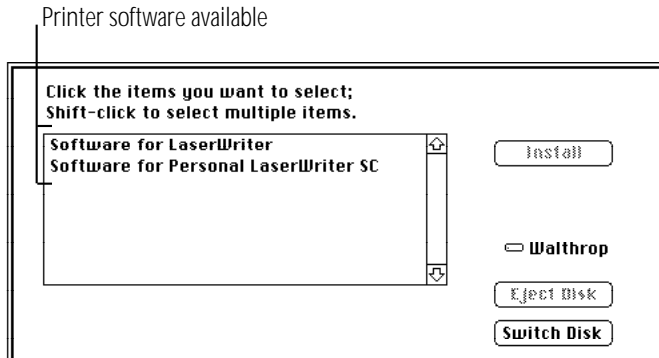 Printer software available
Click the items you want to select;
Shift-click to select multiple items.
Software for LaserWriter
Software for Personal LaserWriter SC
Install
Walthrop
Eject Disk
Switch Disk